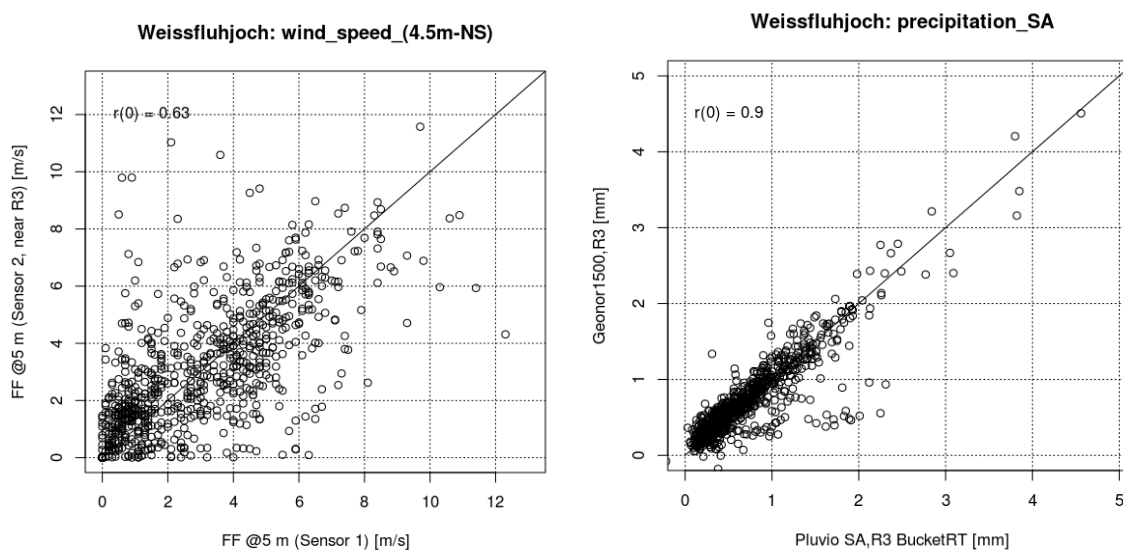 Weissfluhjoch: wind_speed_(4.5m-NS)
r(0) = 0.63
FF @5 m (Sensor 2, near R3) [m/s]
12
10
8
6
4
2
0
0 2 4 6 8 10 12
FF @5 m (Sensor 1) [m/s]
Weissfluhjoch: precipitation_SA
r(0) = 0.9
Geonor1500,R3 [mm]
5
4
3
2
1
0
0 1 2 3 4 5
Pluvio SA,R3 BucketRT [mm]